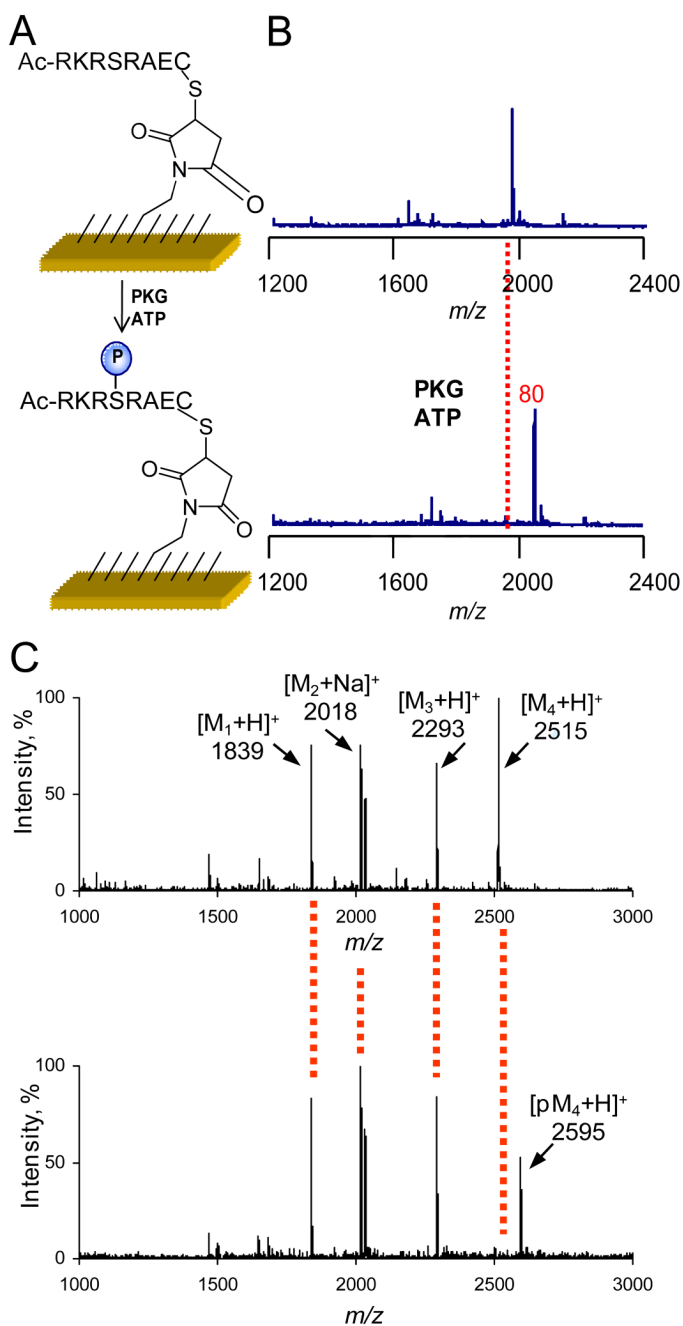 A
B
Ac-RKRSRAEC
S
O
N
O
PKG
ATP
P
Ac-RKRSRAEC
S
O
N
O
1200 1600 2000 2400
m/z
PKG
ATP
80
1200 1600 2000 2400
m/z
C
[M₁+H]⁺
1839
[M₂+Na]⁺
2018
[M₃+H]⁺
2293
[M₄+H]⁺
2515
Intensity, %
100
50
0
1000 1500 2000 2500 3000
m/z
[pM₄+H]⁺
2595
Intensity, %
100
50
0
1000 1500 2000 2500 3000
m/z